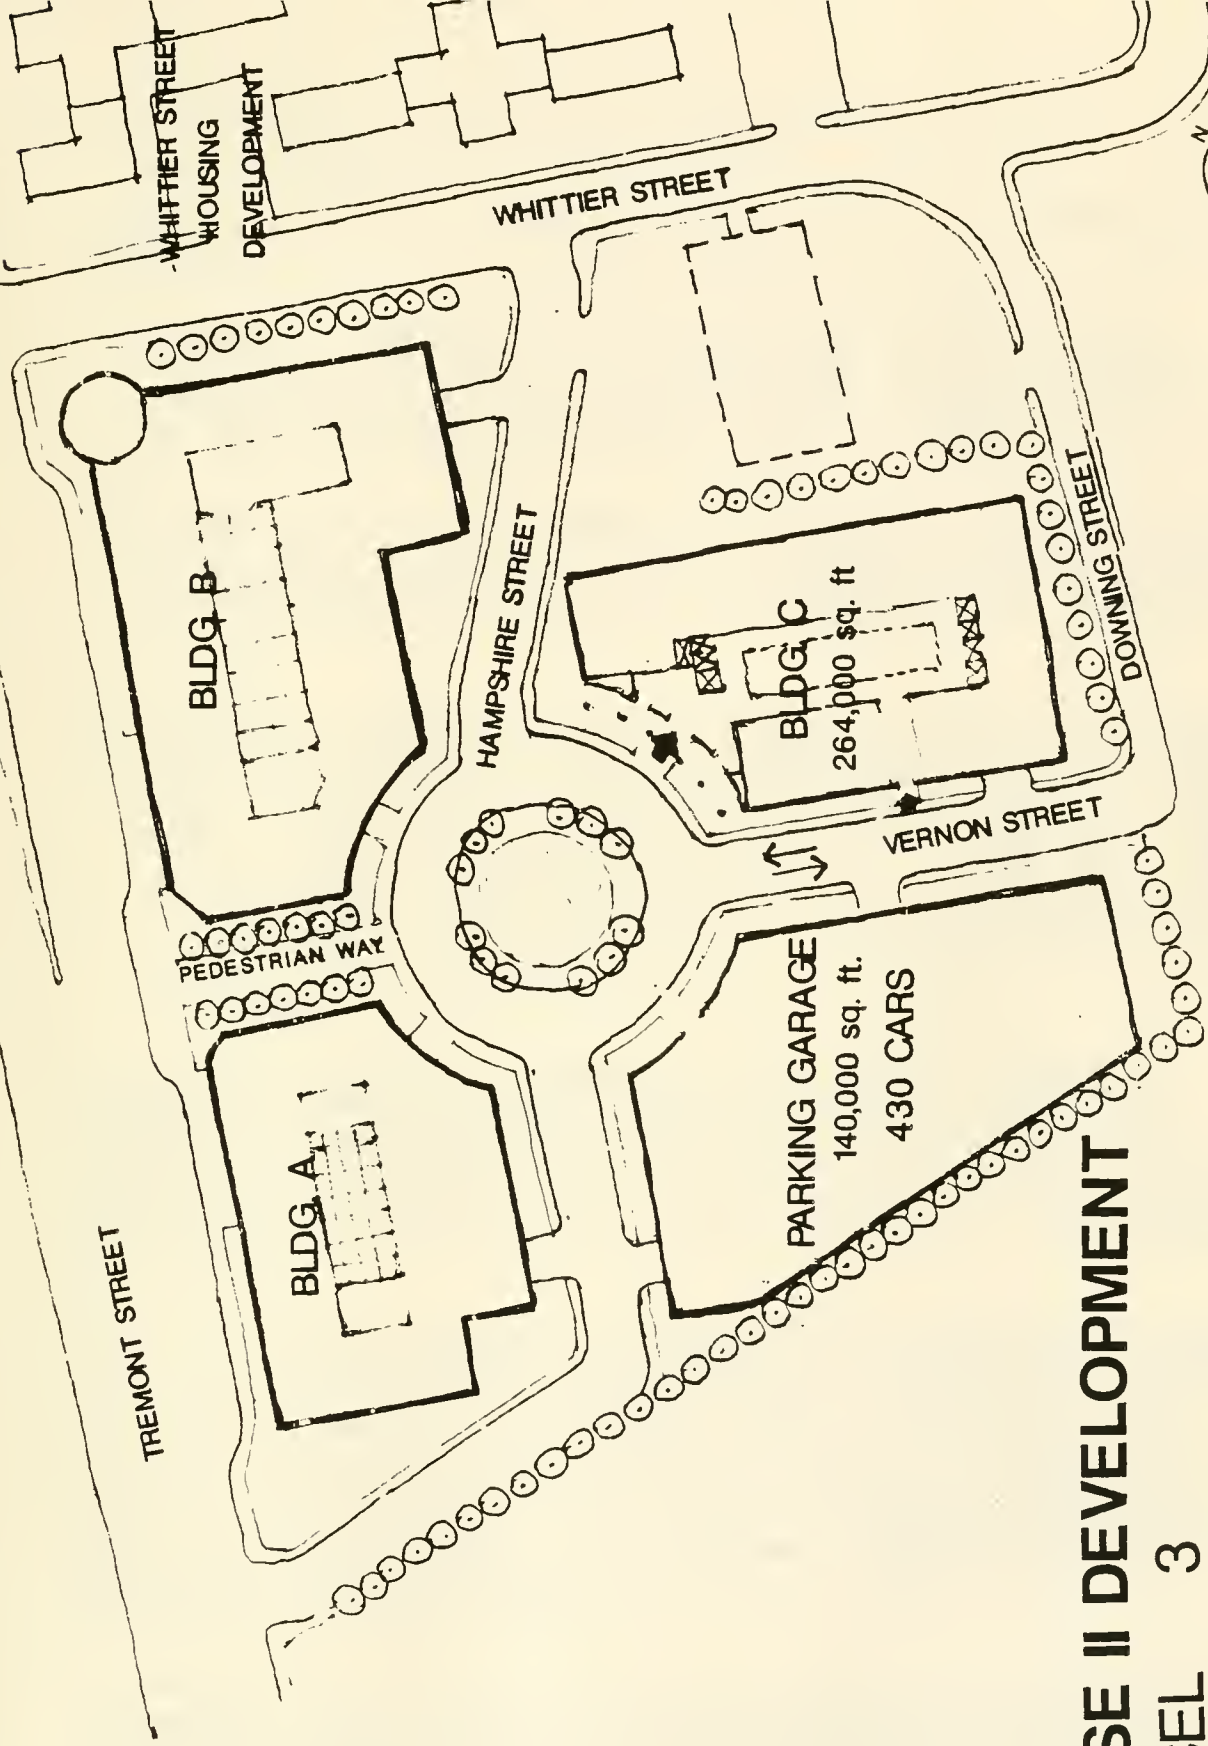 WHITTIER STREET
HOUSING
DEVELOPMENT
WHITTIER STREET
BLDG. B
HAMPSHIRE STREET
BLDG. C
264,000 sq. ft
DOWNING STREET
VERNON STREET
PEDESTRIAN WAY
BLDG. A
PARKING GARAGE
140,000 sq. ft.
430 CARS
TREMONT STREET
SE II DEVELOPMENT
EL 3